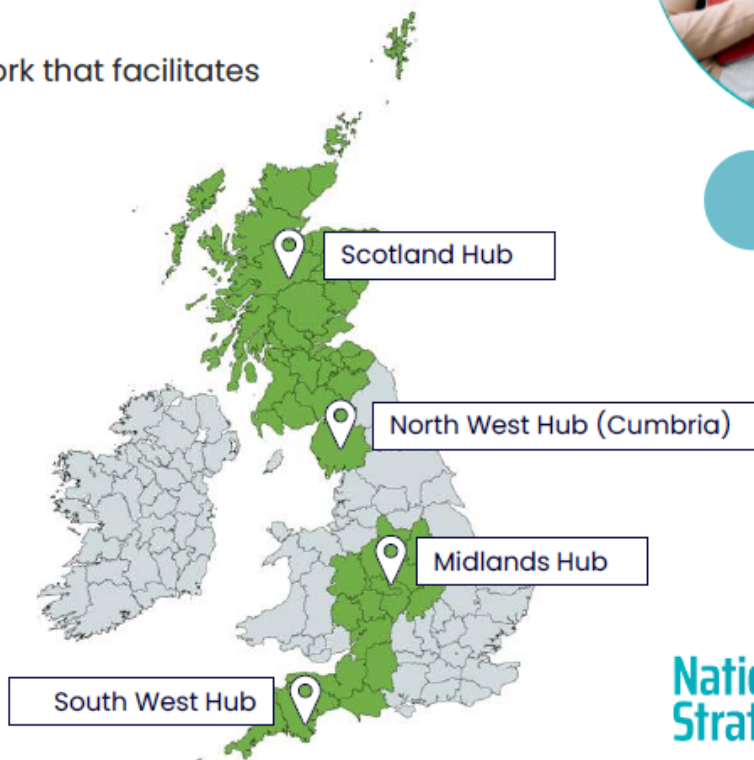 ork that facilitates
Scotland Hub
North West Hub (Cumbria)
Midlands Hub
South West Hub
Natio
Strat